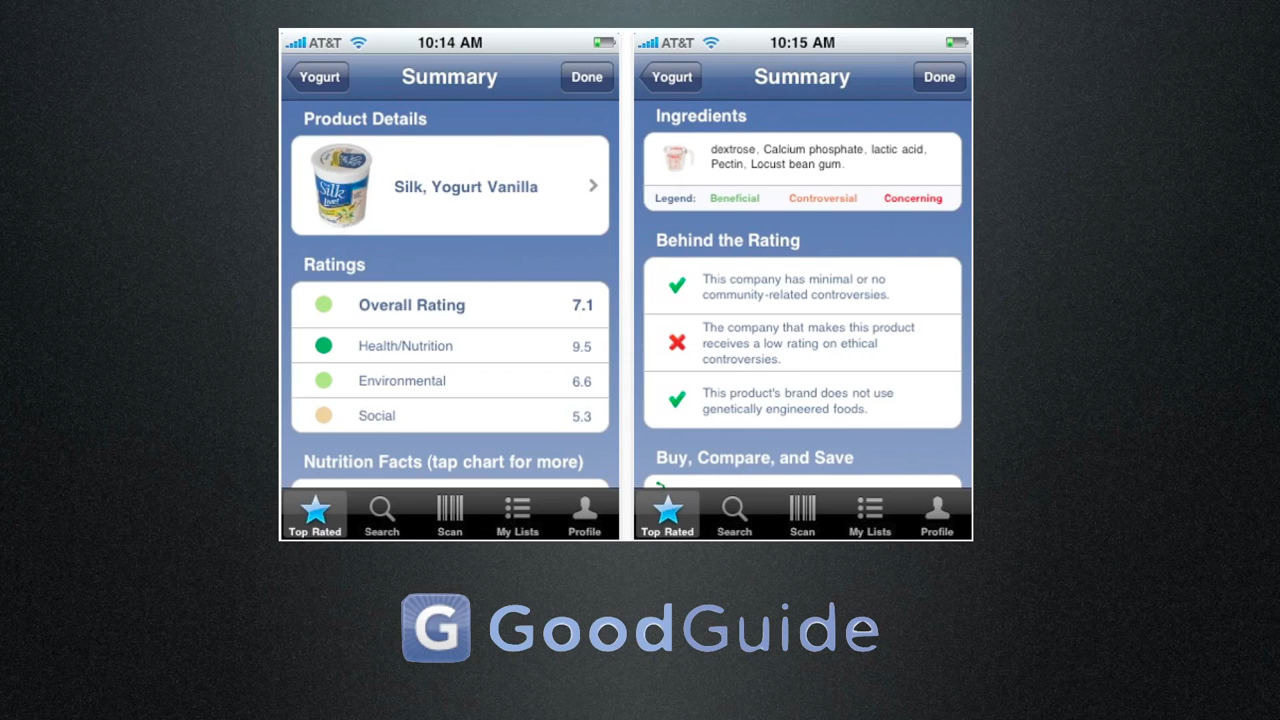 AT&T 10:14 AM
Yogurt Summary Done
Product Details
Silk
Silk, Yogurt Vanilla
Ratings
Overall Rating 7.1
Health/Nutrition 9.5
Environmental 6.6
Social 5.3
Nutrition Facts (tap chart for more)
Top Rated Search Scan My Lists Profile
AT&T 10:15 AM
Yogurt Summary Done
Ingredients
dextrose, Calcium phosphate, lactic acid,
Pectin, Locust bean gum.
Legend: Beneficial Controversial Concerning
Behind the Rating
This company has minimal or no
community-related controversies.
The company that makes this product
receives a low rating on ethical
controversies.
This product's brand does not use
genetically engineered foods.
Buy, Compare, and Save
Top Rated Search Scan My Lists Profile
G GoodGuide